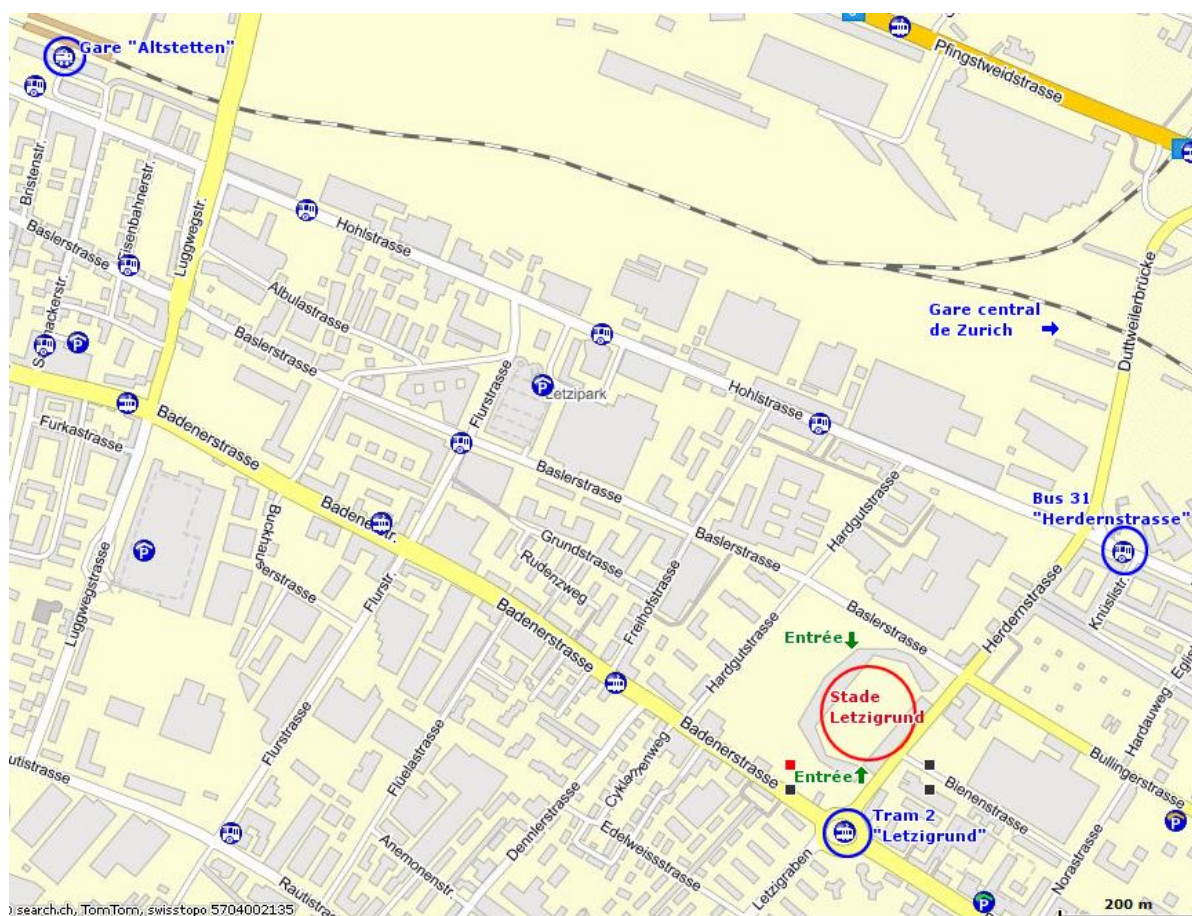 Gare "Altstetten"
Pfingstweidstrasse
Bristenstr.
Eisenbahnerstr.
Luggwegstr.
Hohlstrasse
Baslerstrasse
Albulastrasse
Gare central
de Zurich
Duttweilerbrücke
Baslerstrasse
Flurstrasse
Letzipark
Hohlstrasse
Furkastrasse
Badenerstrasse
Baslerstrasse
Bus 31
"Herdernstrasse"
Hardgutstrasse
Badenerstr.
Buckhauserstrasse
Grundstrasse
Rudenzweg
Baslerstrasse
Flurstr.
Freihofstrasse
Knüslistr.
Luggwegstrasse
Badenerstrasse
Baslerstrasse
Herdernstrasse
Entrée
Hardgutstrasse
Stade
Letzigrund
Hardauweg
Flurstrasse
Flüelastrasse
Badenerstrasse
Bullingerstrasse
Cyklamenweg
Entrée
Bienenstrasse
Tram 2
"Letzigrund"
Dennlerstrasse
Edelweissstrasse
Anemonenstr.
Letzigraben
Norastrasse
Rautistrasse
200 m
search.ch, TomTom, swisstopo 5704002135